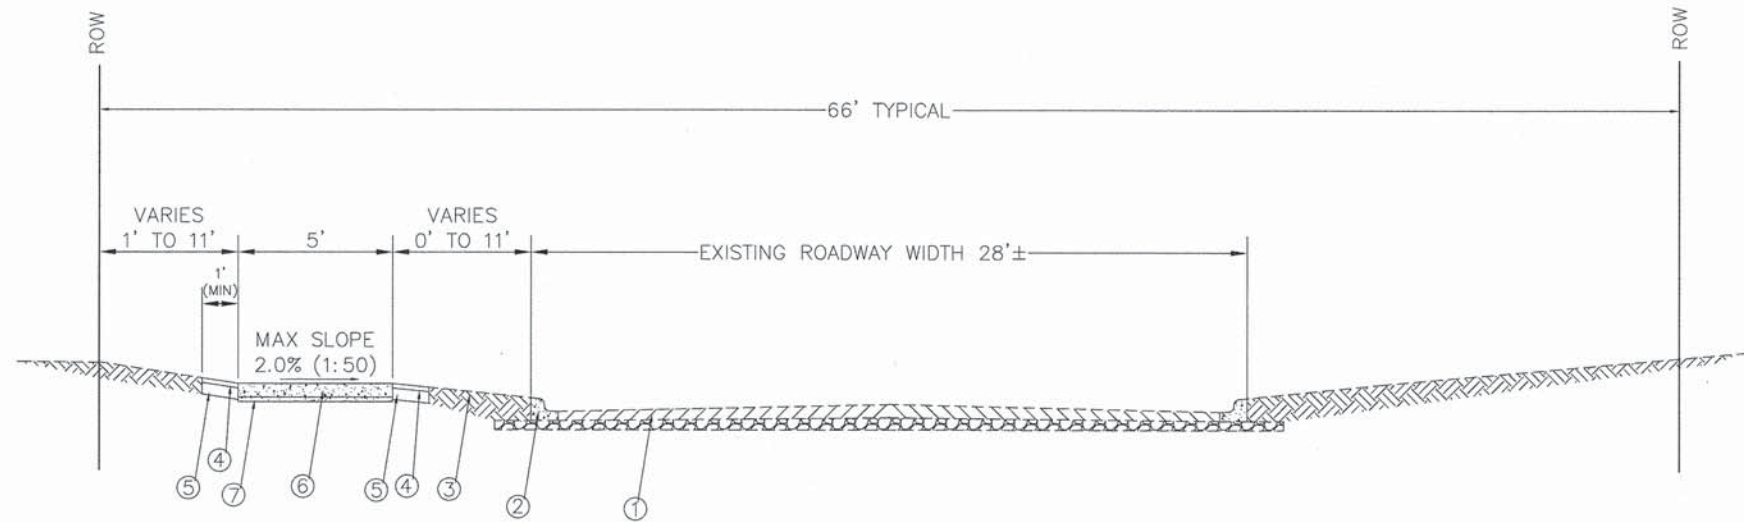 ROW
ROW
66' TYPICAL
VARIES
1' TO 11'
5'
VARIES
0' TO 11'
EXISTING ROADWAY WIDTH 28'±
1'
(MIN)
MAX SLOPE
2.0% (1:50)
5
4
7
6
5
4
3
2
1